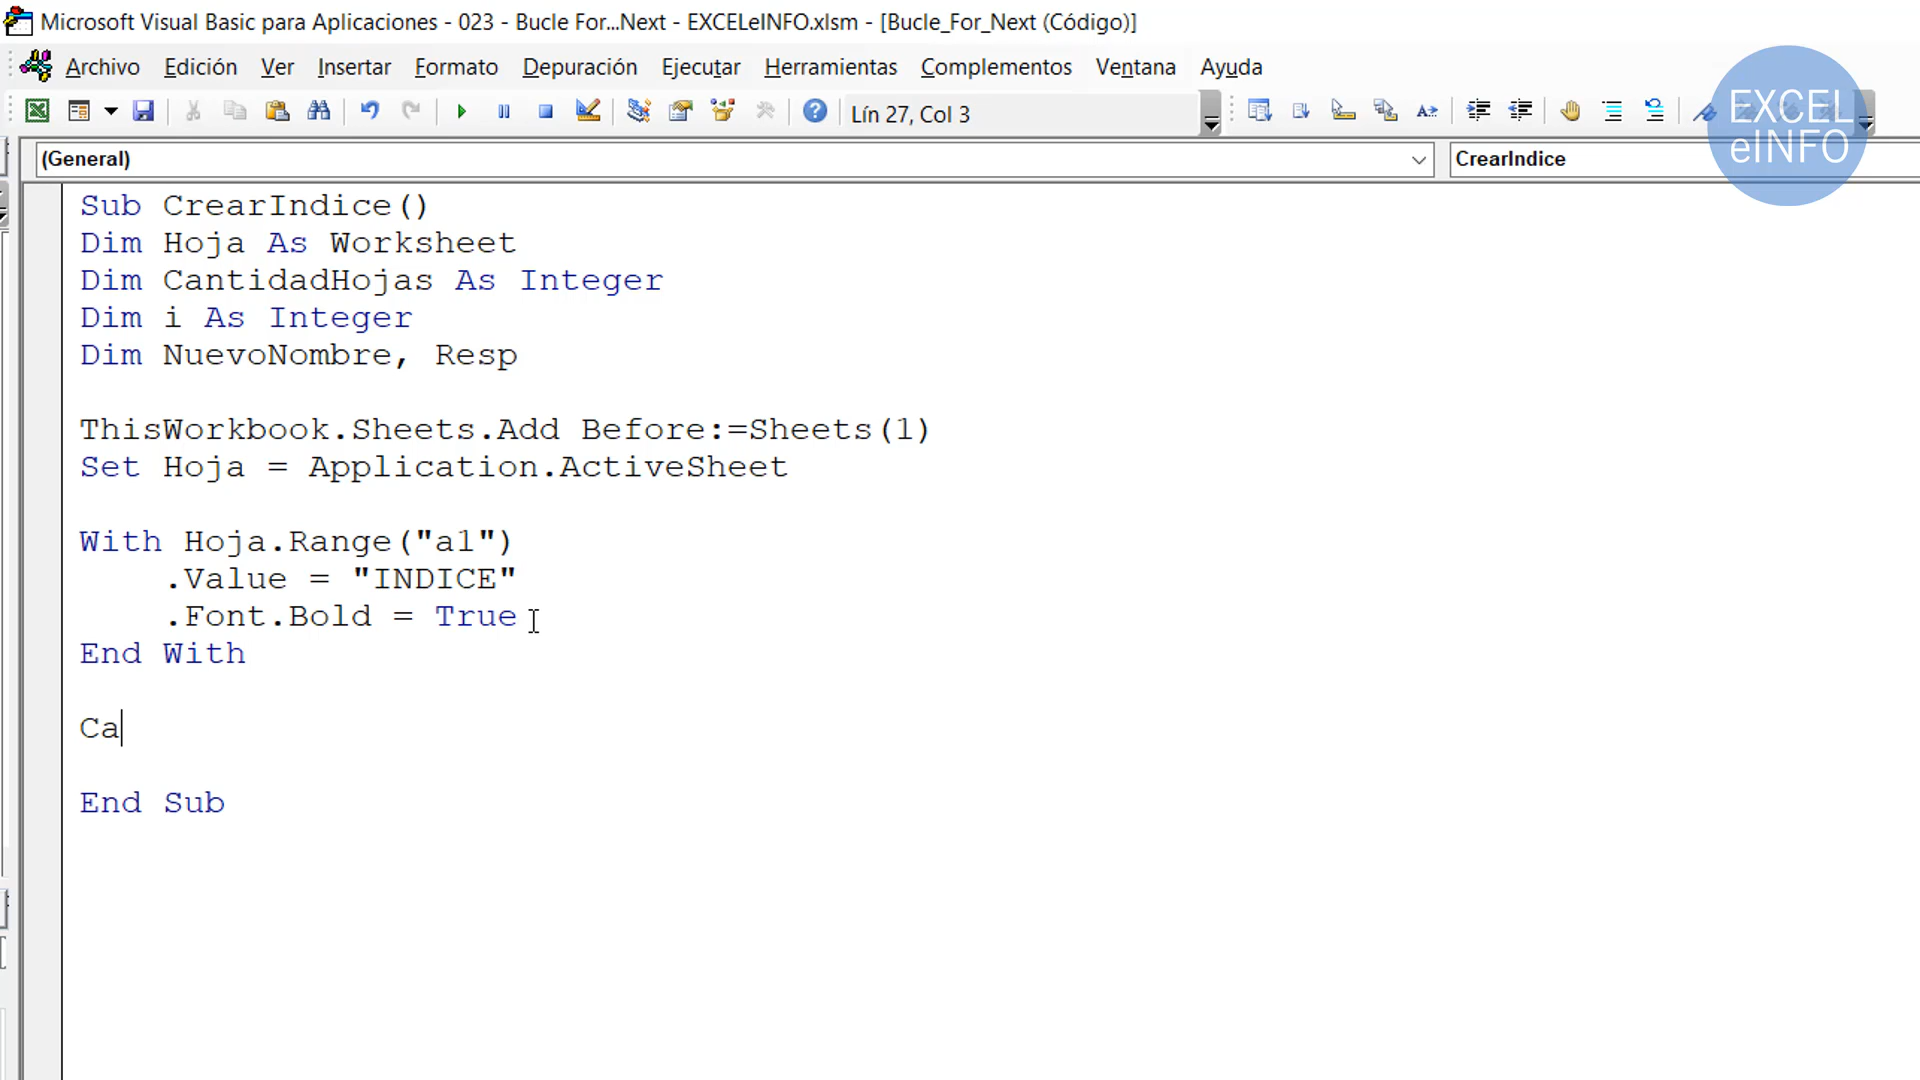 Microsoft Visual Basic para Aplicaciones - 023 - Bucle For...Next - EXCELeINFO.xlsm - [Bucle_For_Next (Código)]
Archivo Edición Ver Insertar Formato Depuración Ejecutar Herramientas Complementos Ventana Ayuda
Lín 27, Col 3
EXCEL
eINFO
(General) CrearIndice
Sub CrearIndice()
Dim Hoja As Worksheet
Dim CantidadHojas As Integer
Dim i As Integer
Dim NuevoNombre, Resp
ThisWorkbook.Sheets.Add Before:=Sheets(1)
Set Hoja = Application.ActiveSheet
With Hoja.Range("a1")
.Value = "INDICE"
.Font.Bold = True
End With
Ca
End Sub